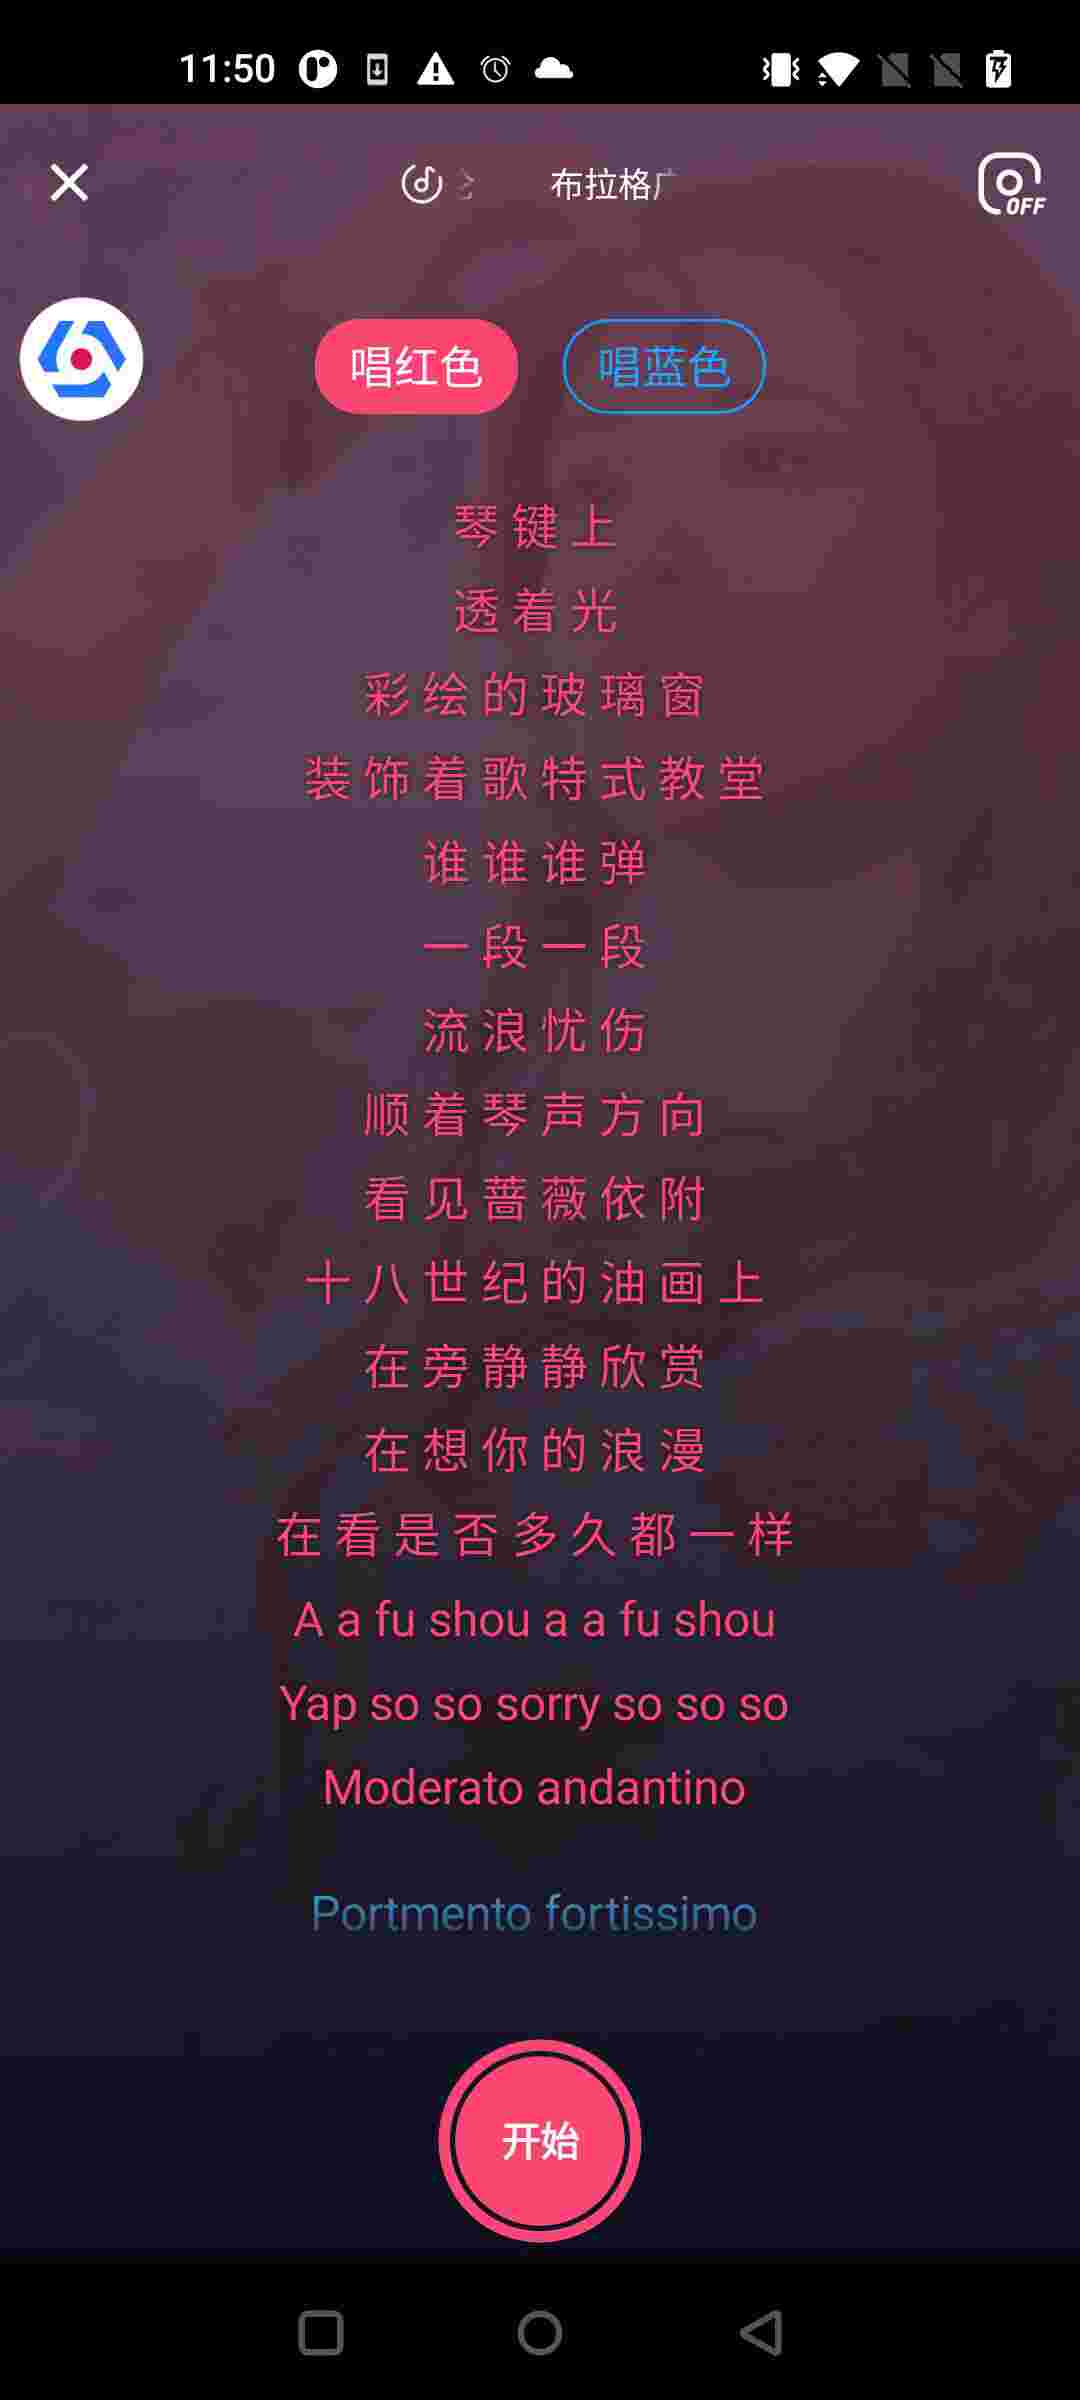 11:50
布拉格
OFF
唱红色
唱蓝色
琴键上
透着光
彩绘的玻璃窗
装饰着歌特式教堂
谁谁谁弹
一段一段
流浪忧伤
顺着琴声方向
看见蔷薇依附
十八世纪的油画上
在旁静静欣赏
在想你的浪漫
在看是否多久都一样
A a fu shou a a fu shou
Yap so so sorry so so so
Moderato andantino
Portmento fortissimo
开始